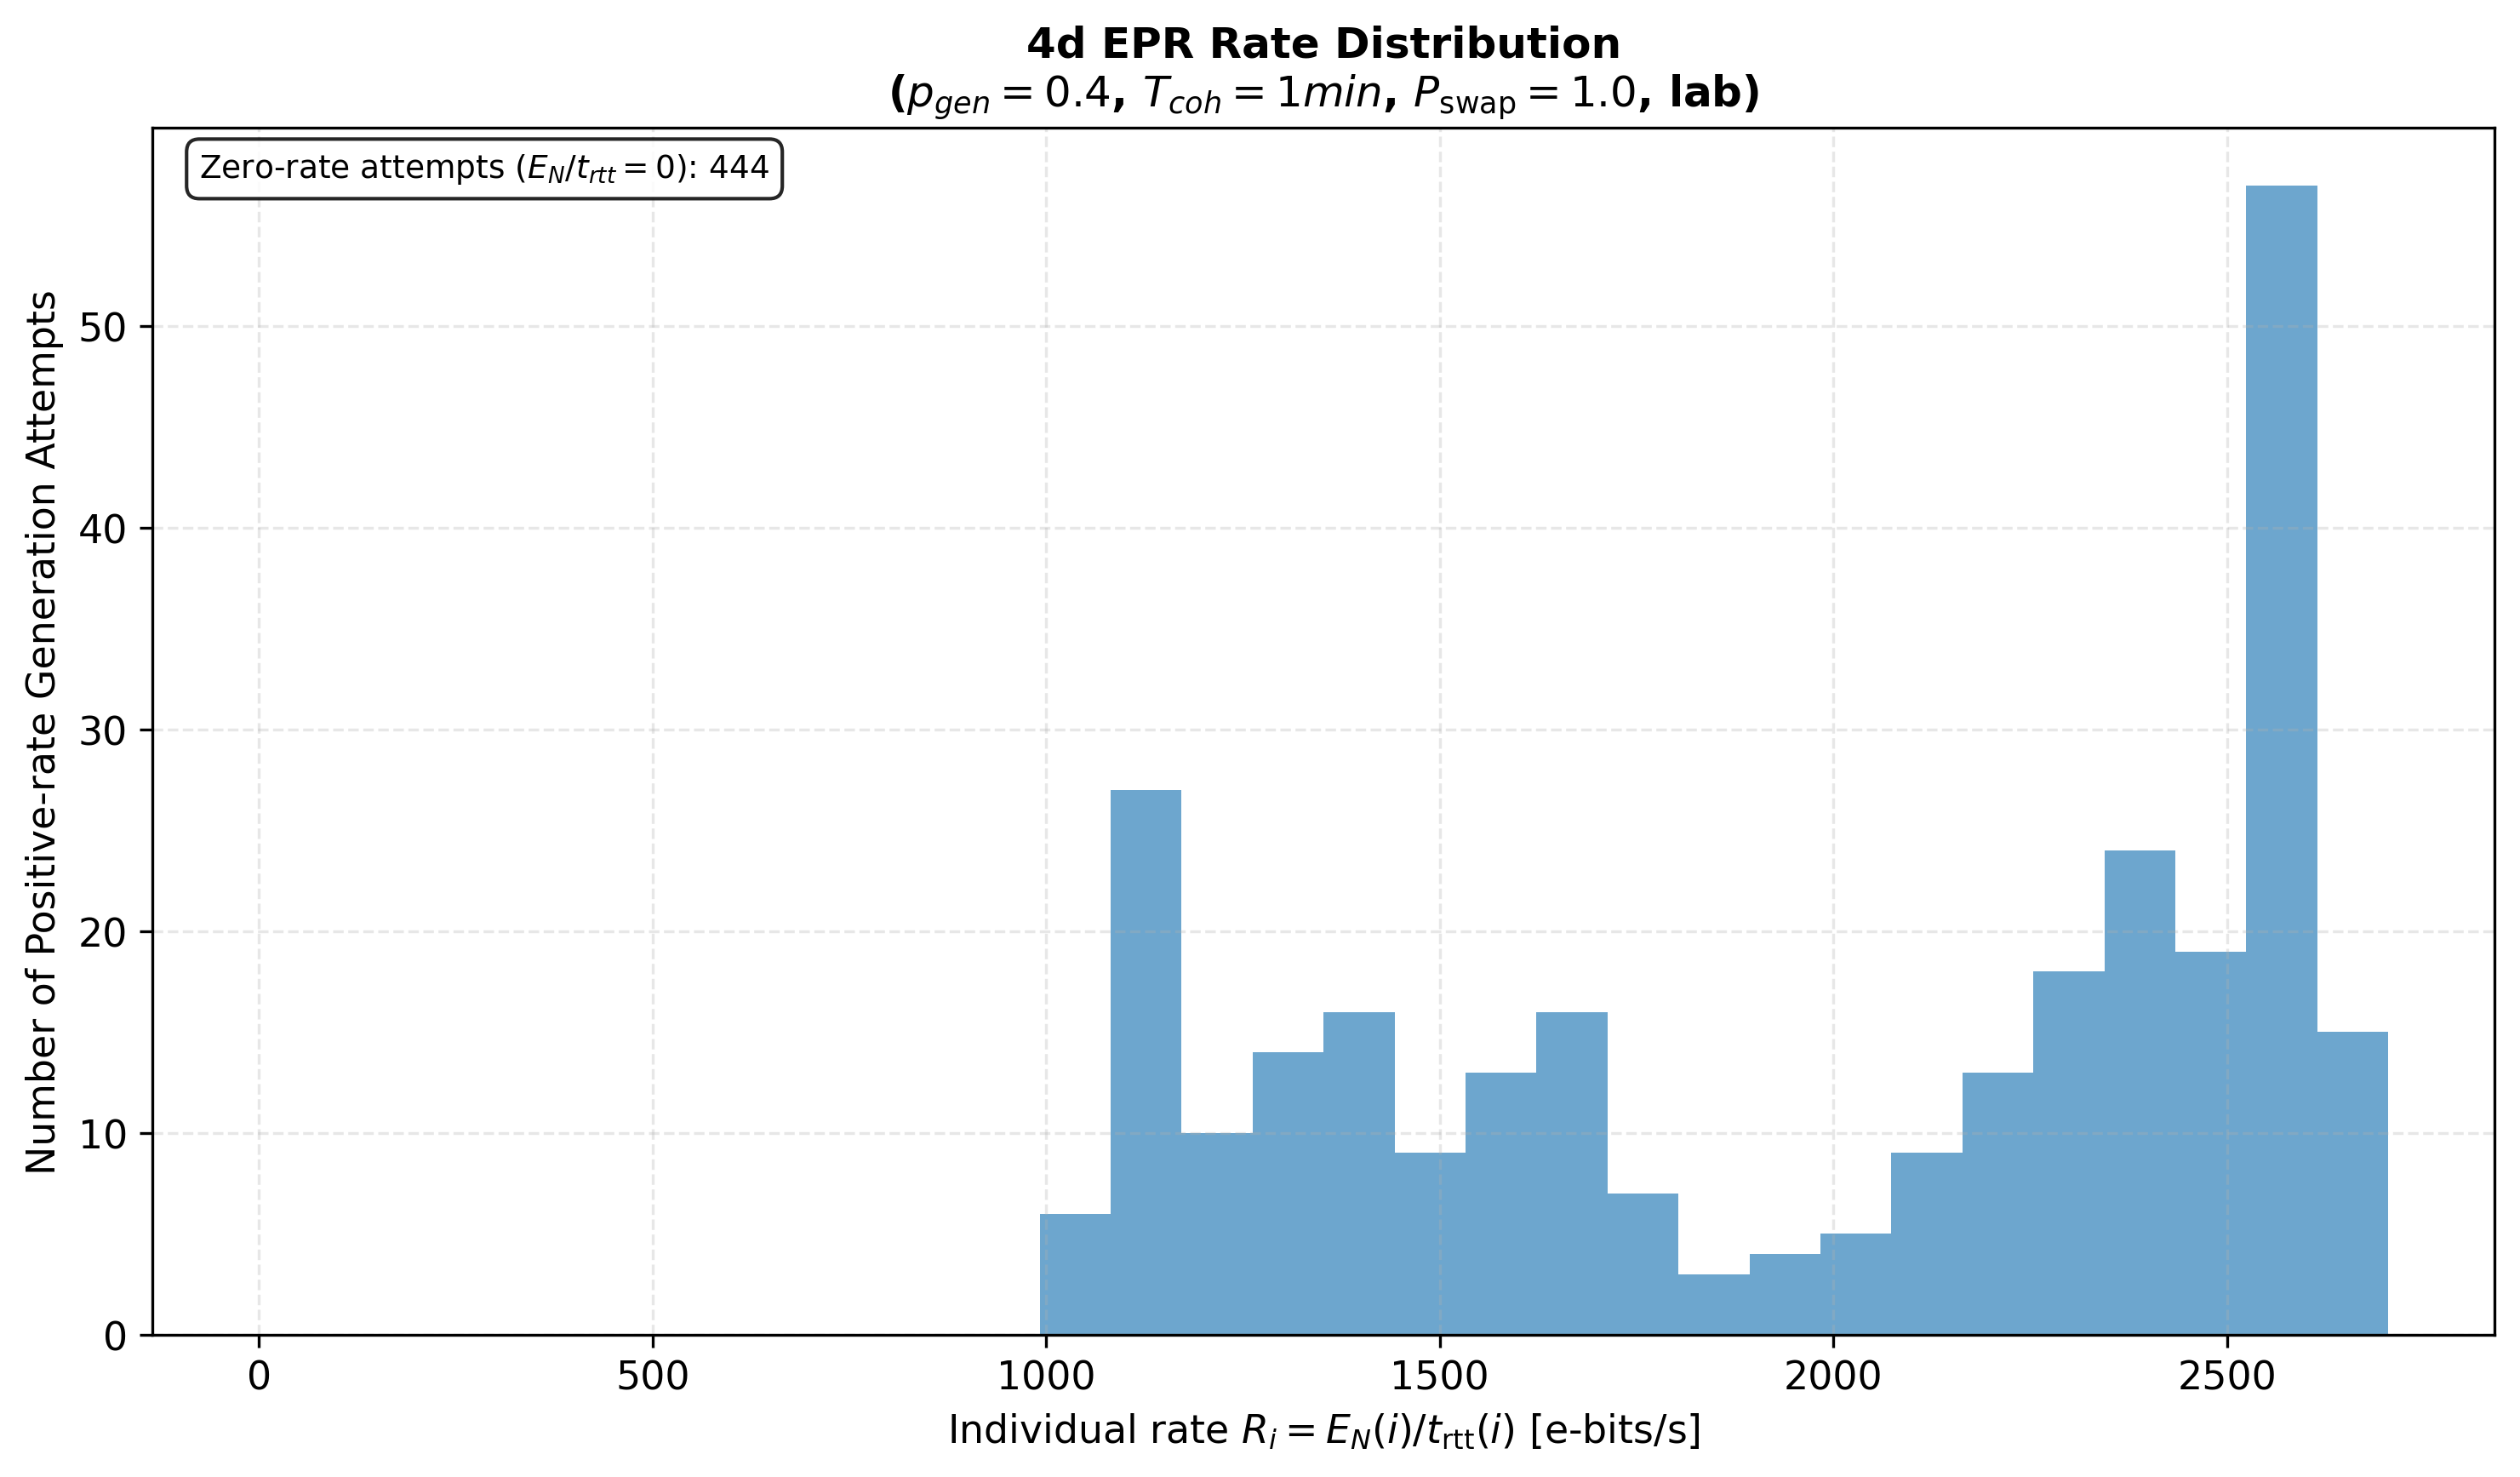 4d EPR Rate Distribution
(p_gen = 0.4, T_coh = 1min, P_swap = 1.0, lab)
Zero-rate attempts (E_N/t_rtt = 0): 444
Number of Positive-rate Generation Attempts
50
40
30
20
10
0
0 500 1000 1500 2000 2500
Individual rate R_i = E_N(i)/t_rtt(i) [e-bits/s]